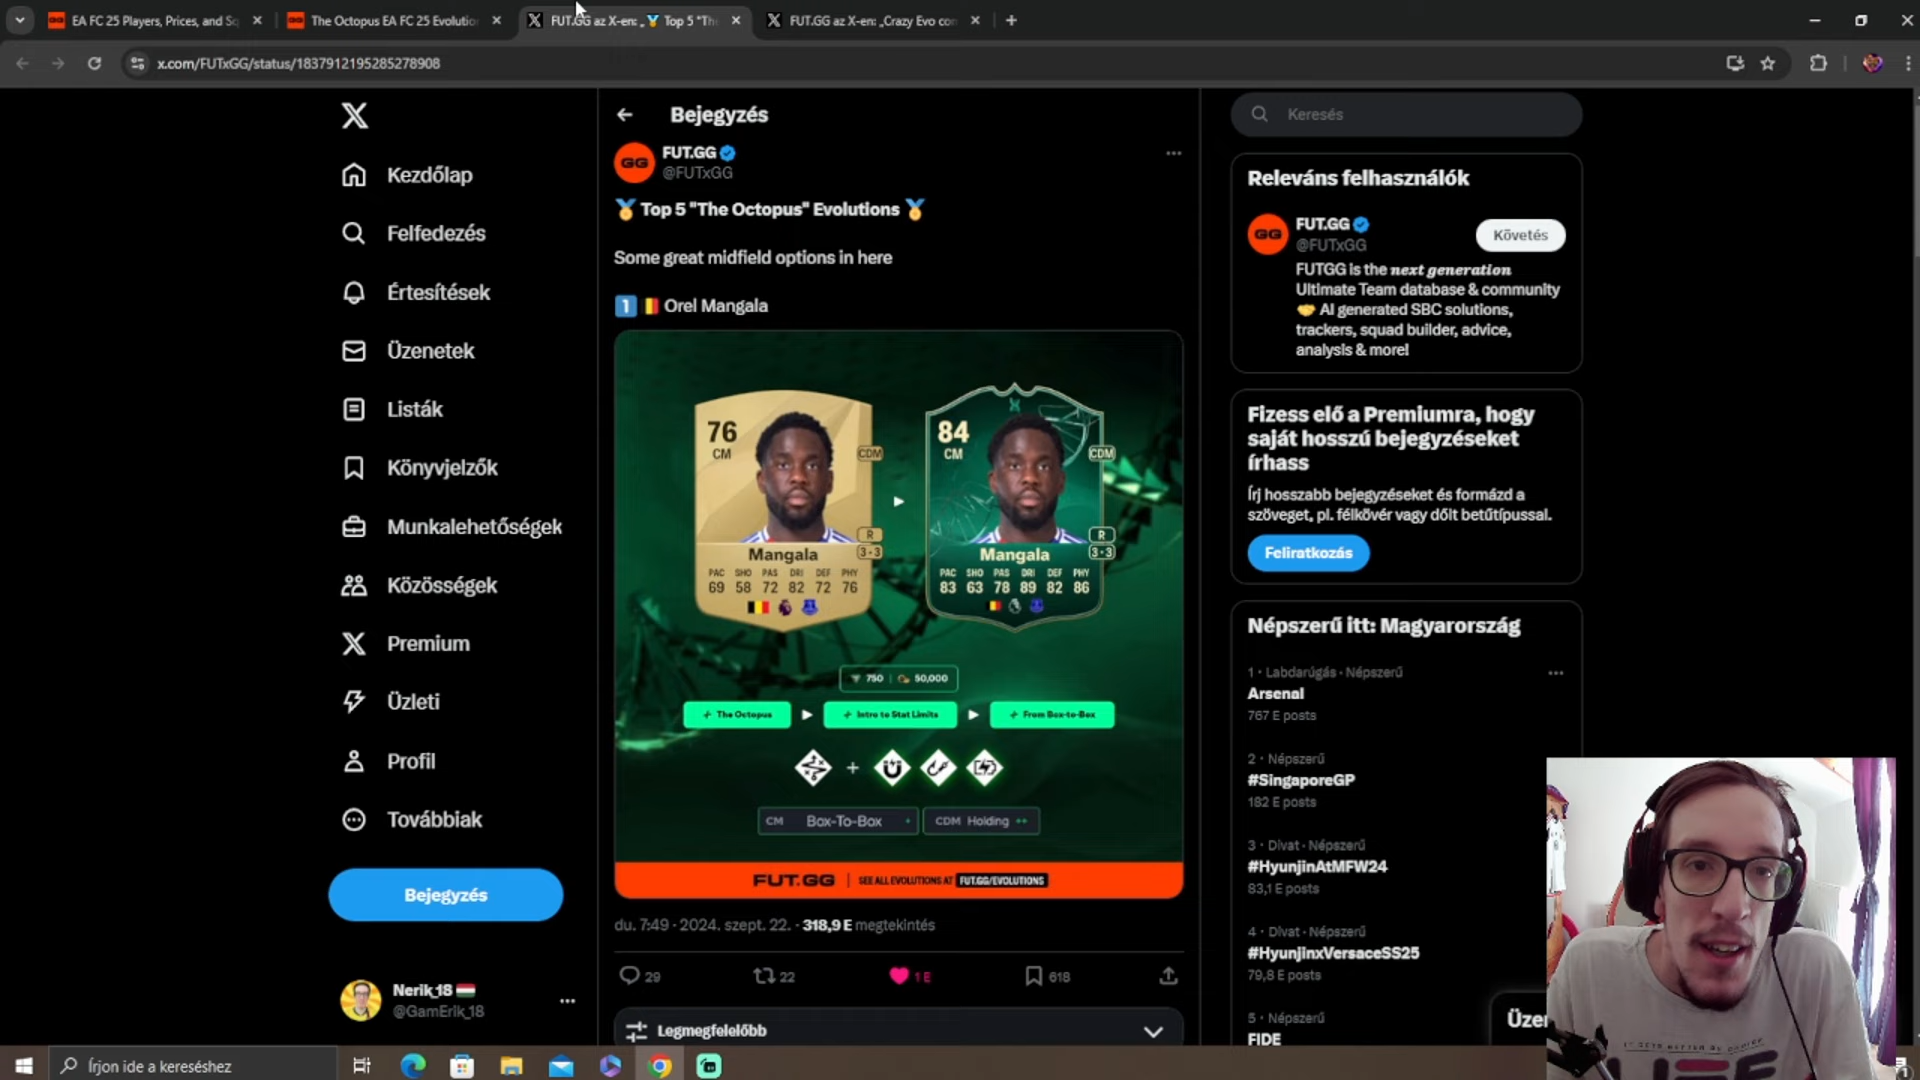 EA FC 25 Players, Prices, and Sq
The Octopus EA FC 25 Evolutio
FUT.GG az X-en: „🏅 Top 5 "Th
FUT.GG az X-en: „Crazy Evo con
x.com/FUTxGG/status/1837912195285278908
Kezdőlap
Felfedezés
Értesítések
Üzenetek
Listák
Könyvjelzők
Munkalehetőségek
Közösségek
Premium
Üzleti
Profil
Továbbiak
Bejegyzés
Nerik_18
@GamErik_18
Bejegyzés
GG
FUT.GG
@FUTxGG
🏅 Top 5 "The Octopus" Evolutions 🏅
Some great midfield options in here
1️⃣ 🇧🇪 Orel Mangala
76
CM
CDM
R
3-3
Mangala
PAC SHO PAS DRI DEF PHY
69 58 72 82 72 76
84
CM
CDM
R
3-3
Mangala
PAC SHO PAS DRI DEF PHY
83 63 78 89 82 86
750 | 50,000
The Octopus
Intro to Stat Limits
From Box-to-Box
+
CM Box-To-Box +
CDM Holding ++
FUT.GG | SEE ALL EVOLUTIONS AT FUT.GG/EVOLUTIONS
du. 7:49 · 2024. szept. 22. · 318,9 E megtekintés
29
22
1 E
618
Legmegfelelőbb
Keresés
Releváns felhasználók
GG
FUT.GG
@FUTxGG
Követés
FUTGG is the next generation
Ultimate Team database & community
🤝 AI generated SBC solutions,
trackers, squad builder, advice,
analysis & more!
Fizess elő a Premiumra, hogy
saját hosszú bejegyzéseket
írhass
Írj hosszabb bejegyzéseket és formázd a
szöveget, pl. félkövér vagy dőlt betűtípussal.
Feliratkozás
Népszerű itt: Magyarország
1 · Labdarúgás · Népszerű
Arsenal
767 E posts
2 · Népszerű
#SingaporeGP
182 E posts
3 · Divat · Népszerű
#HyunjinAtMFW24
83,1 E posts
4 · Divat · Népszerű
#HyunjinxVersaceSS25
79,8 E posts
5 · Népszerű
FIDE
Üze
Írjon ide a kereséshez